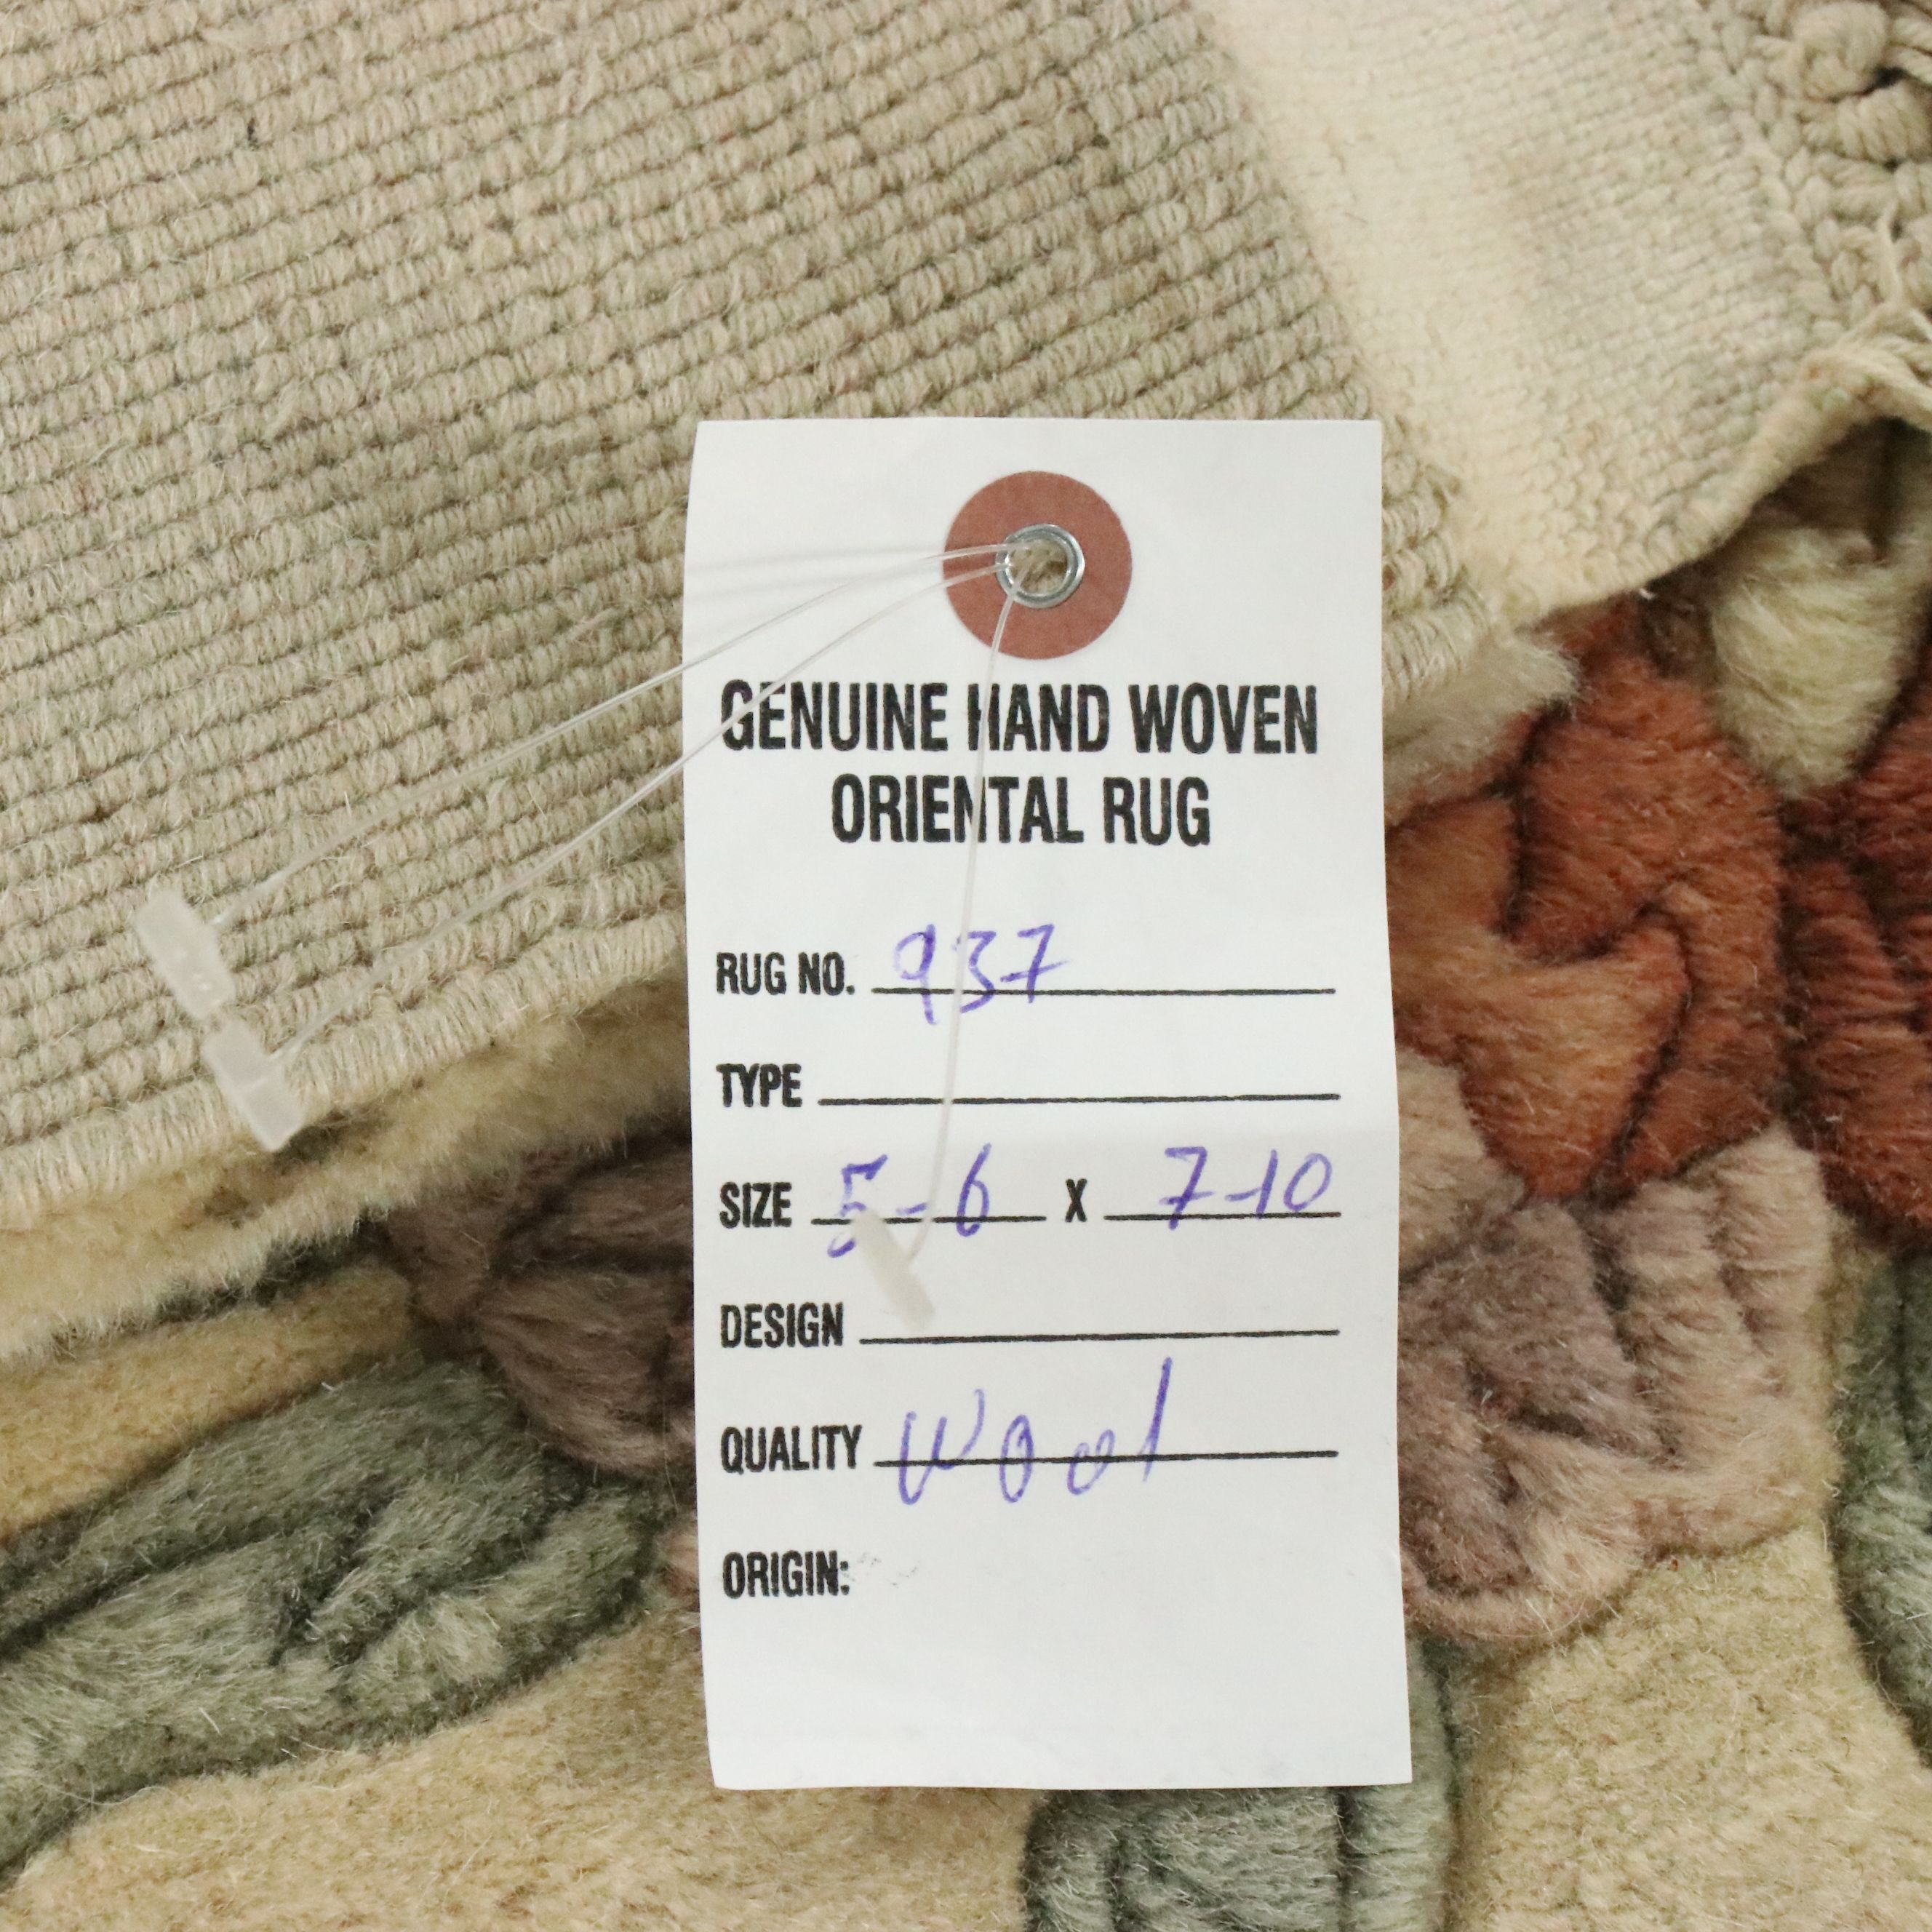 GENUINE HAND WOVEN
ORIENTAL RUG
RUG NO. 937
TYPE
SIZE 5-6 X 7-10
DESIGN
QUALITY Wool
ORIGIN: